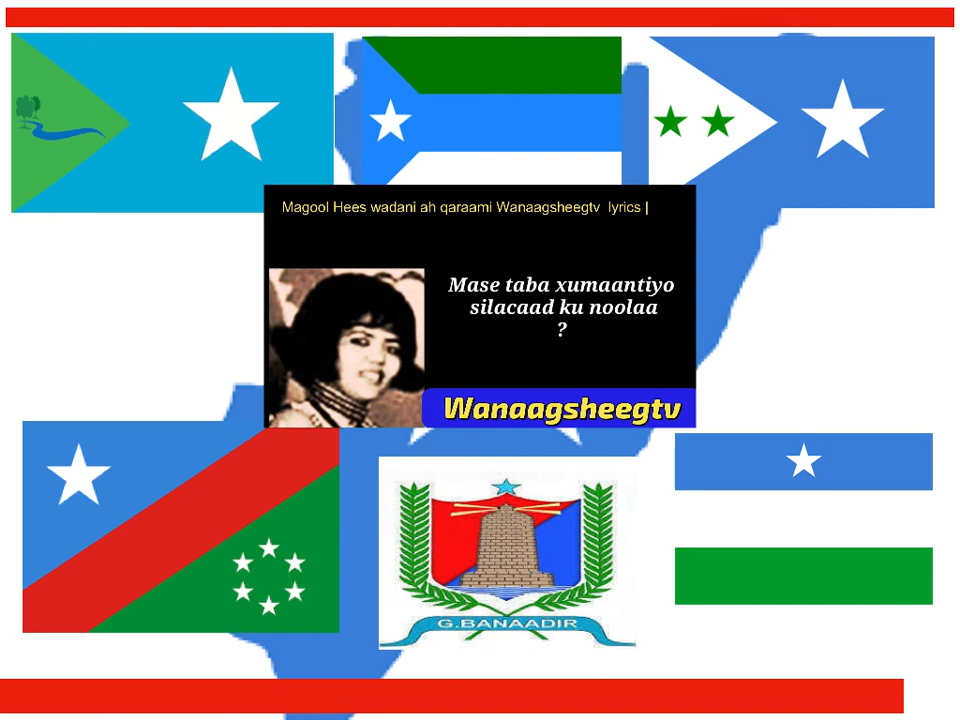 Magool Hees wadani ah qaraami Wanaagsheegtv lyrics |
Mase taba xumaantiyo
silacaad ku noolaa
?
Wanaagsheegtv
G.BANAADIR